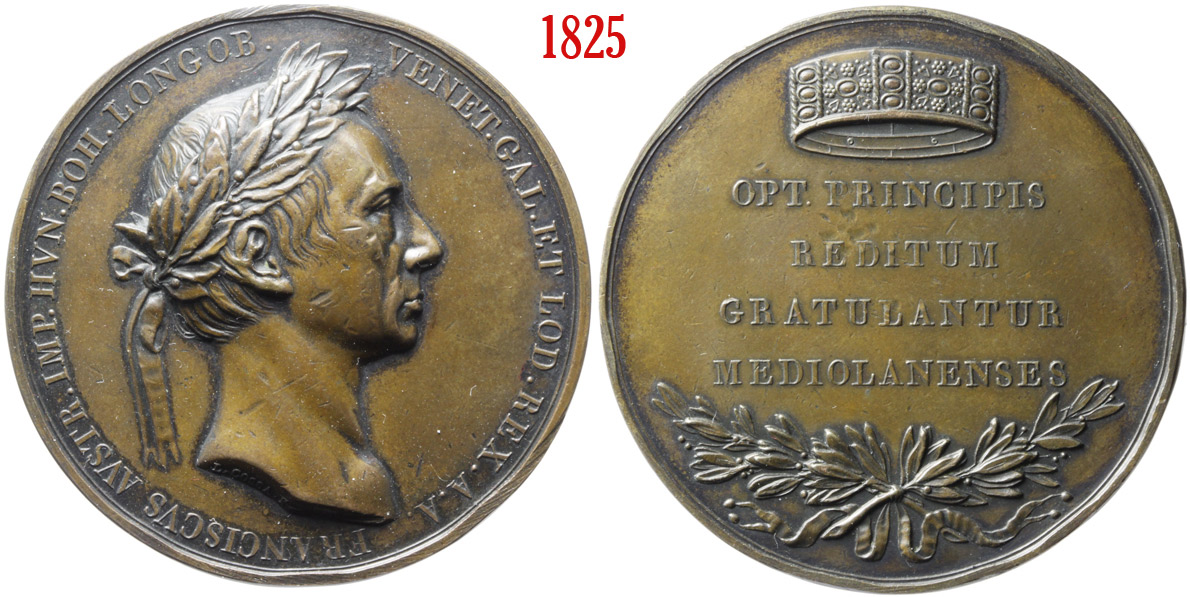 1825
FRANCISCVS AVSTR.IMP.HVN.BOH.LONGOB. VENET.GAL.ET LOD.REX.A.A
OPT. PRINCIPIS
REDITUM
GRATULANTUR
MEDIOLANENSES